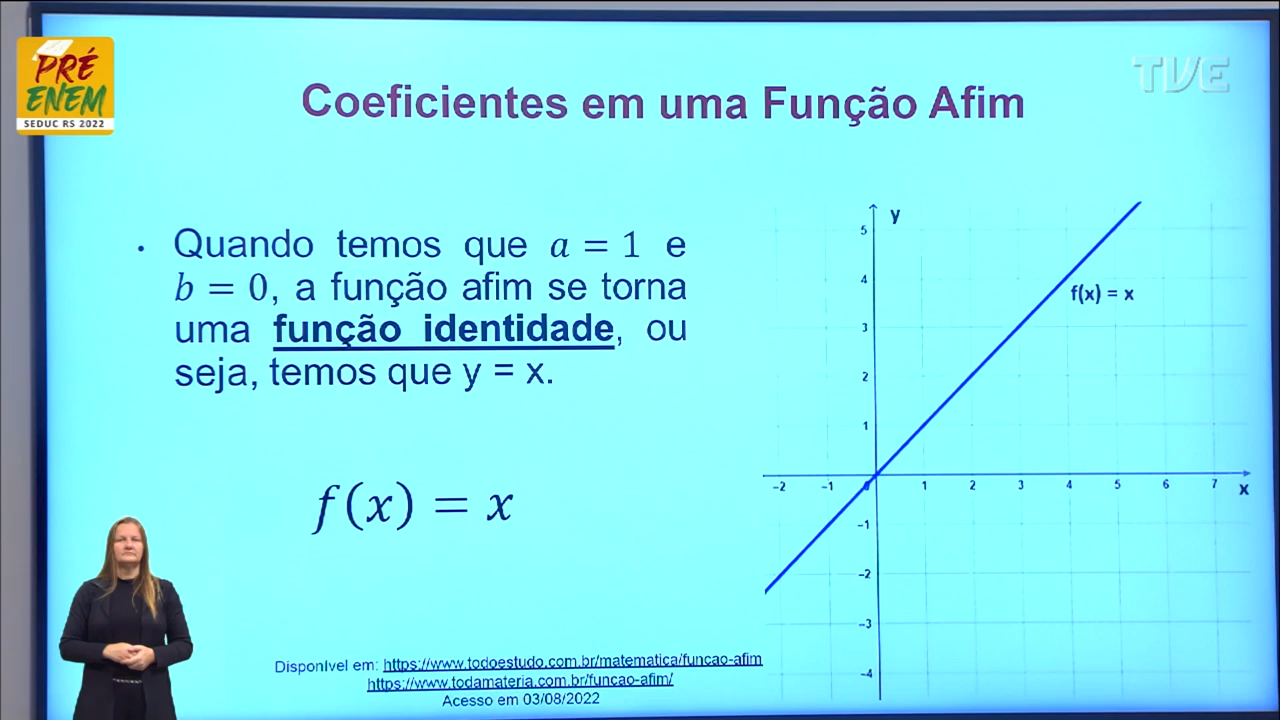 PRÉ
ENEM
SEDUC RS 2022
TVE
Coeficientes em uma Função Afim
• Quando temos que a = 1 e
b = 0, a função afim se torna
uma função identidade, ou
seja, temos que y = x.
f(x) = x
y
5
4
f(x) = x
3
2
1
-2 -1 0 1 2 3 4 5 6 7 x
-1
-2
-3
-4
Disponível em: https://www.todoestudo.com.br/matematica/funcao-afim
https://www.todamateria.com.br/funcao-afim/
Acesso em 03/08/2022